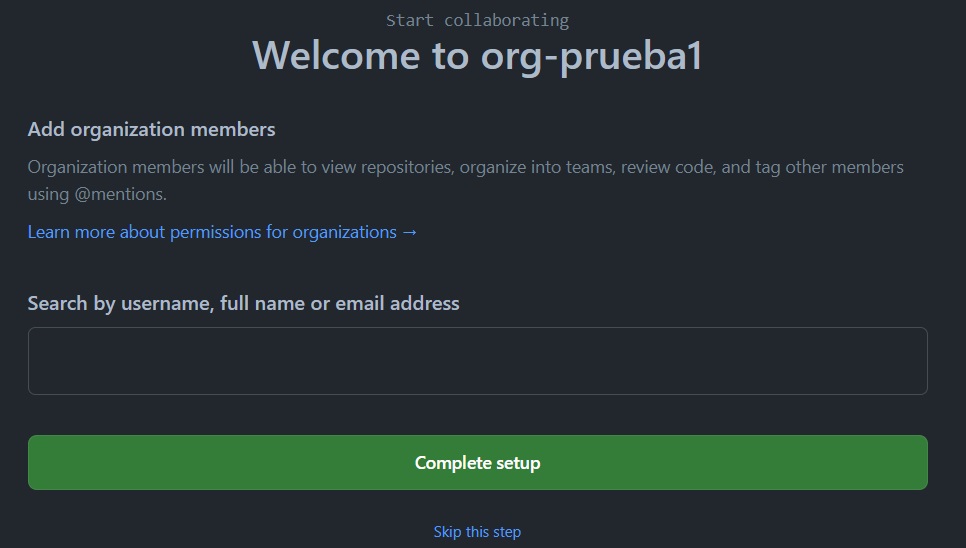 Start collaborating
Welcome to org-prueba1
Add organization members
Organization members will be able to view repositories, organize into teams, review code, and tag other members
using @mentions.
Learn more about permissions for organizations →
Search by username, full name or email address
Complete setup
Skip this step